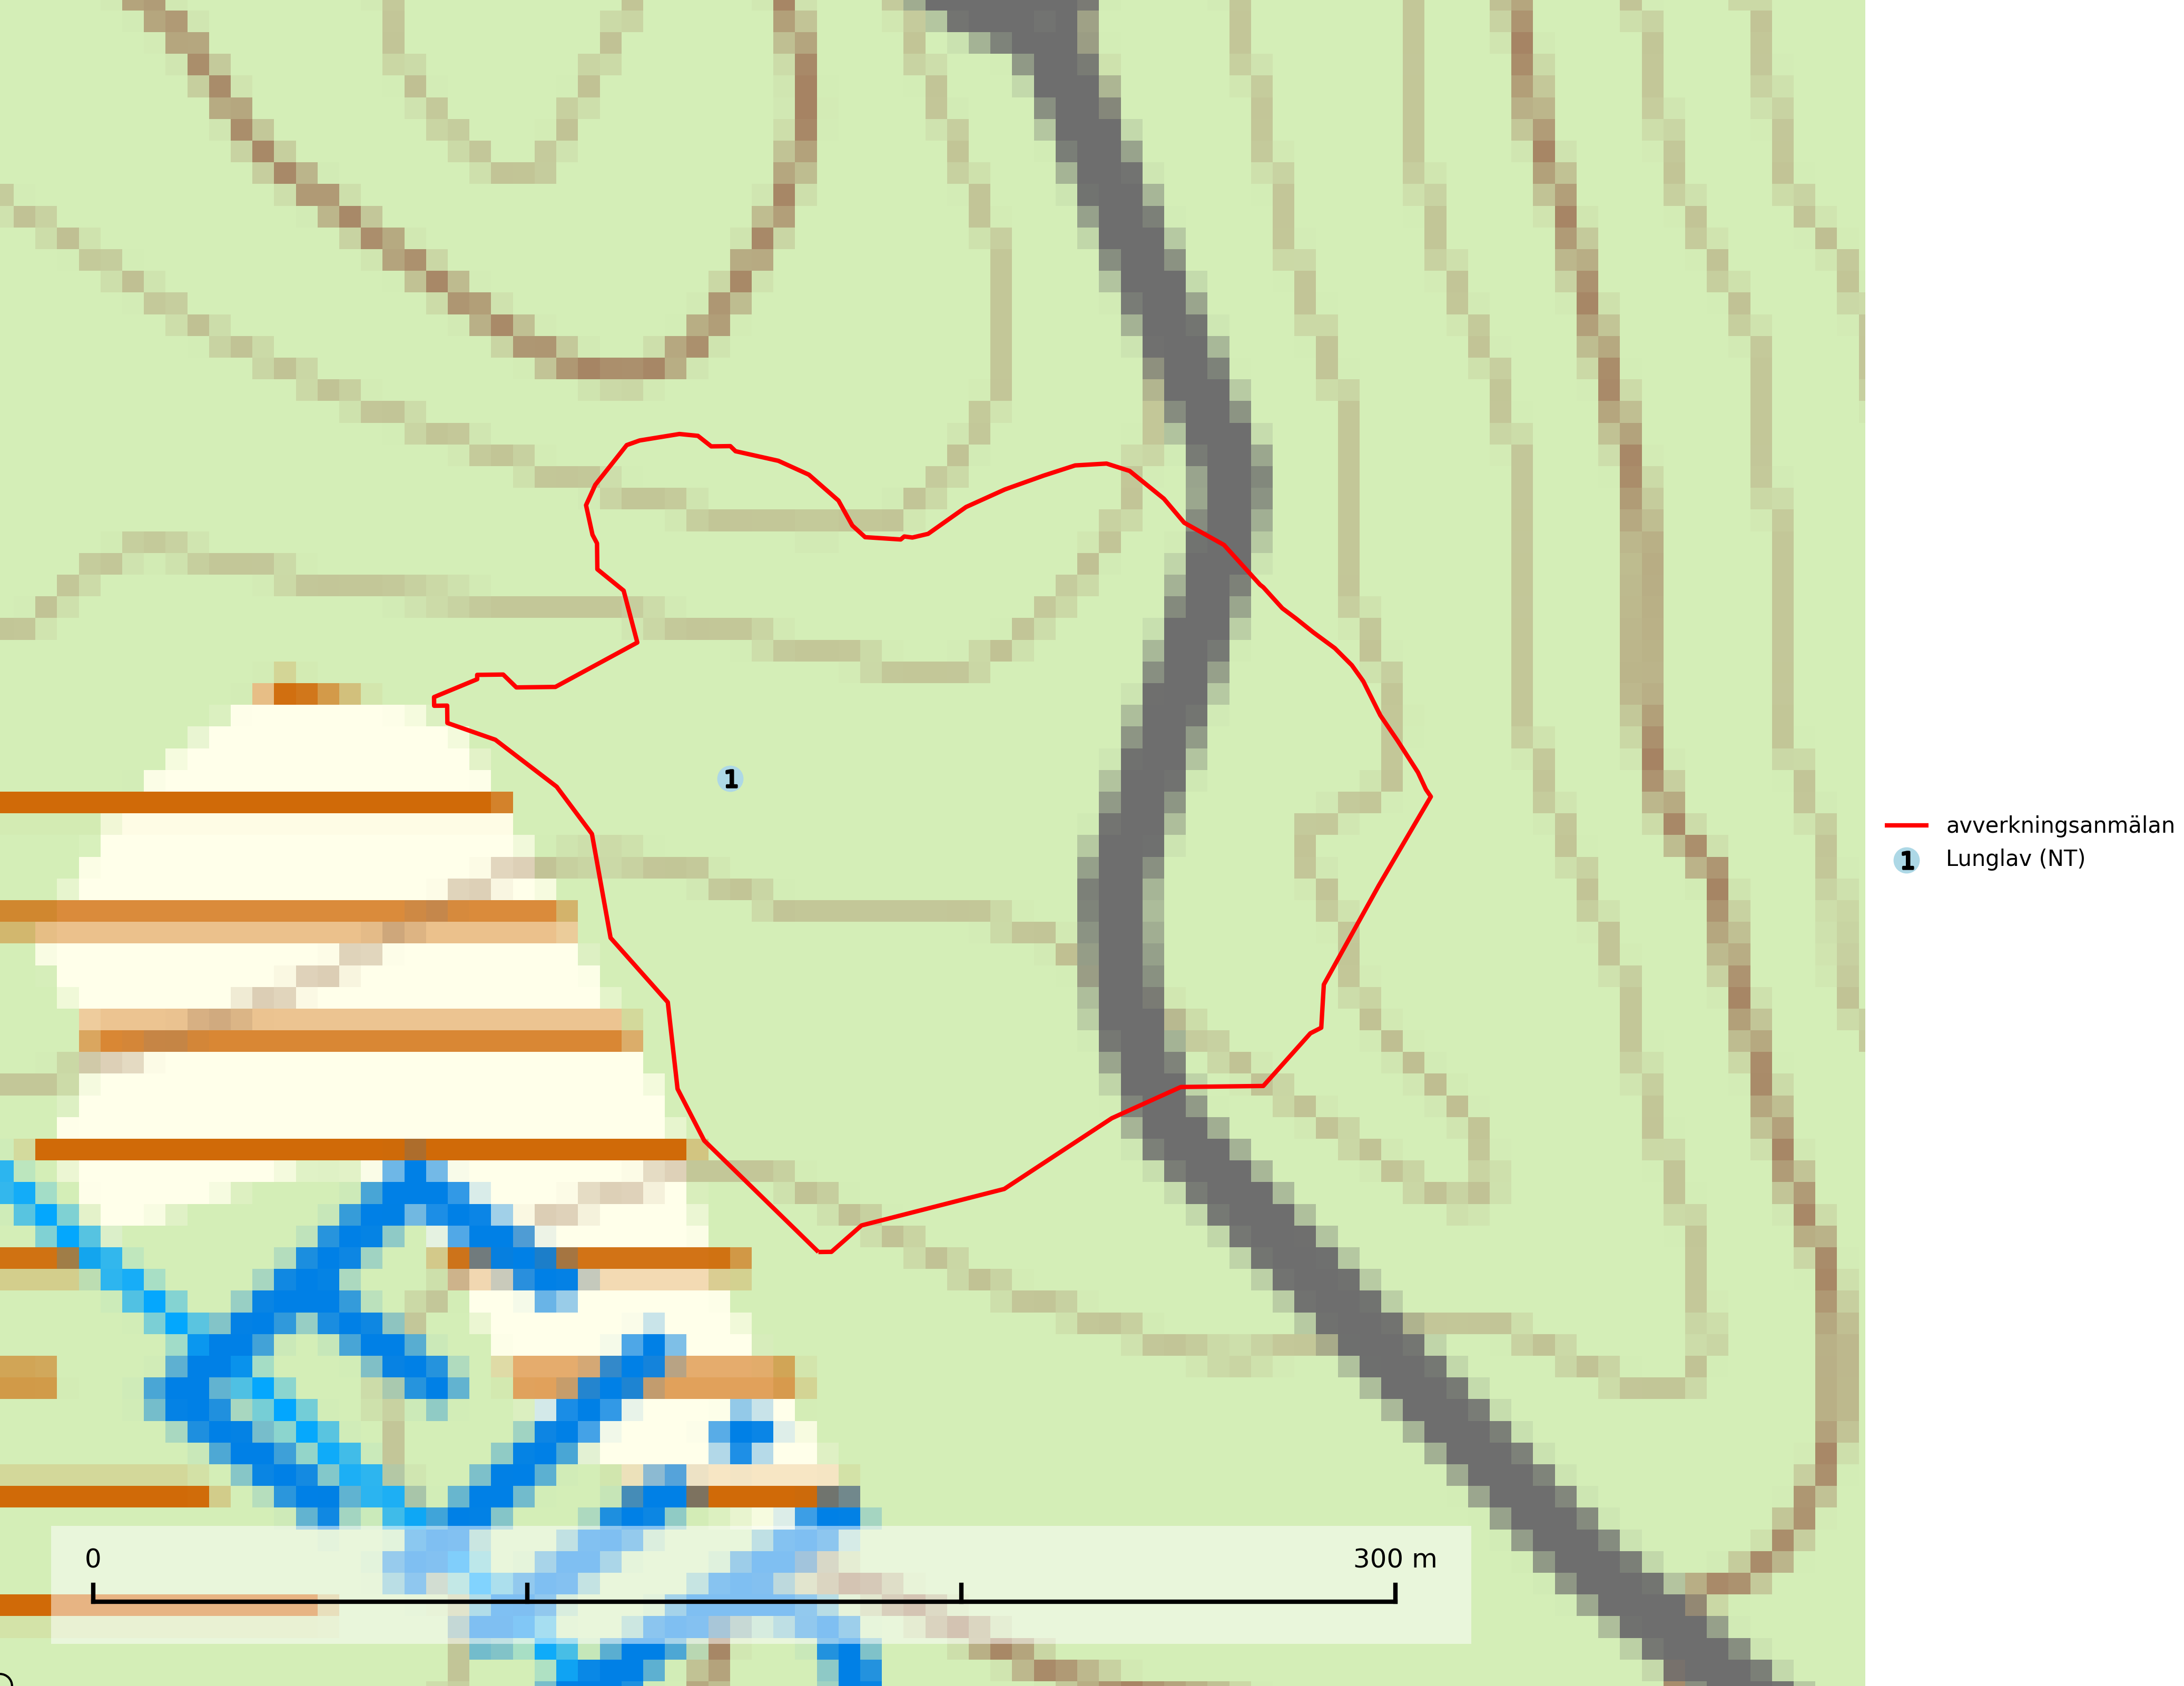 1
avverkningsanmälan
1 Lunglav (NT)
0 300 m